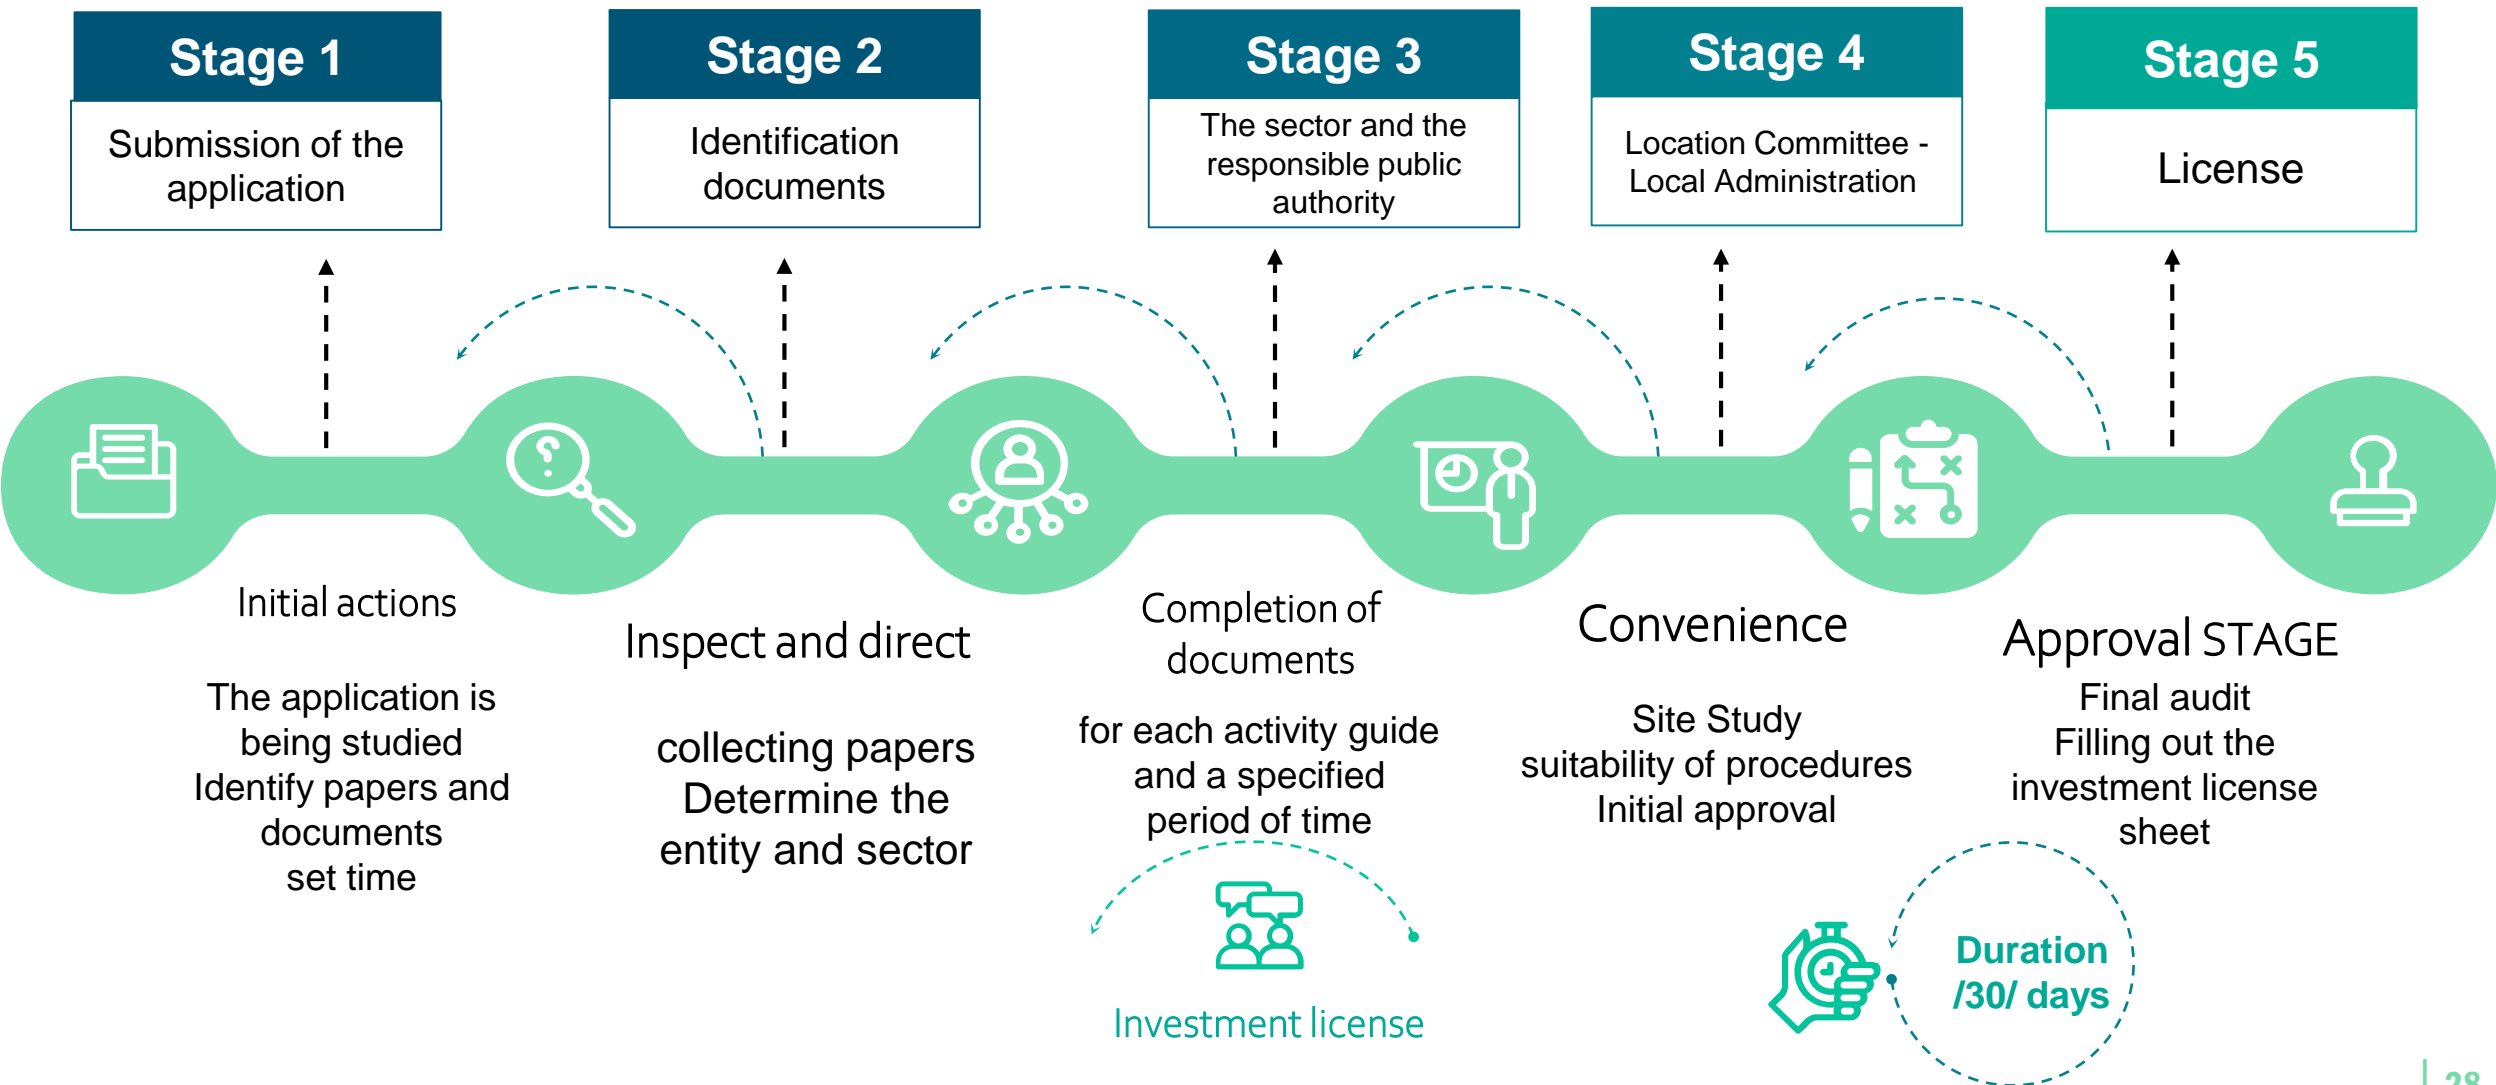 Stage 1
Submission of the
application
Stage 2
Identification
documents
Stage 3
The sector and the
responsible public
authority
Stage 4
Location Committee -
Local Administration
Stage 5
License
Initial actions
The application is
being studied
Identify papers and
documents
set time
Inspect and direct
collecting papers
Determine the
entity and sector
Completion of
documents
for each activity guide
and a specified
period of time
Investment license
Convenience
Site Study
suitability of procedures
Initial approval
Approval STAGE
Final audit
Filling out the
investment license
sheet
Duration
/30/ days
28